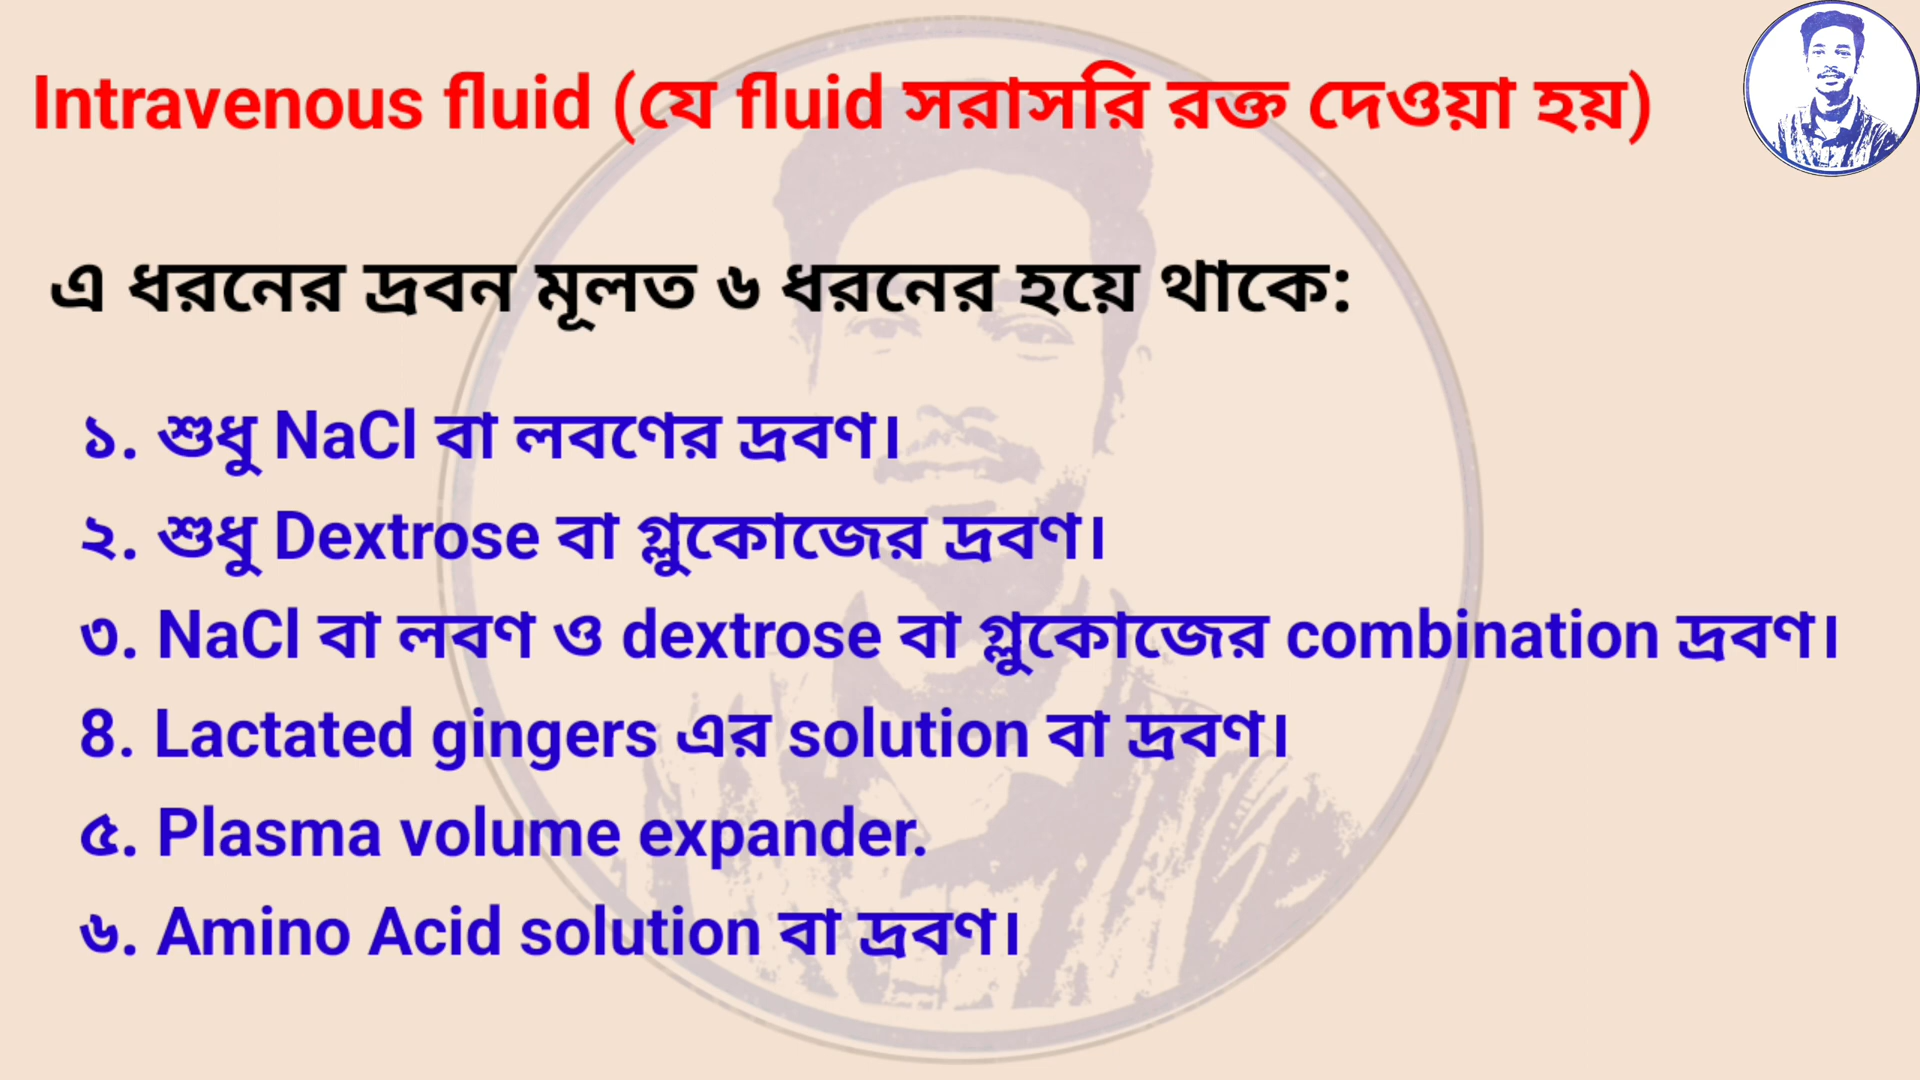 Intravenous fluid (যে fluid সরাসরি রক্ত দেওয়া হয়)
এ ধরনের দ্রবন মূলত ৬ ধরনের হয়ে থাকে:
১. শুধু NaCl বা লবণের দ্রবণ।
২. শুধু Dextrose বা গ্লুকোজের দ্রবণ।
৩. NaCl বা লবণ ও dextrose বা গ্লুকোজের combination দ্রবণ।
8. Lactated gingers এর solution বা দ্রবণ।
৫. Plasma volume expander.
৬. Amino Acid solution বা দ্রবণ।